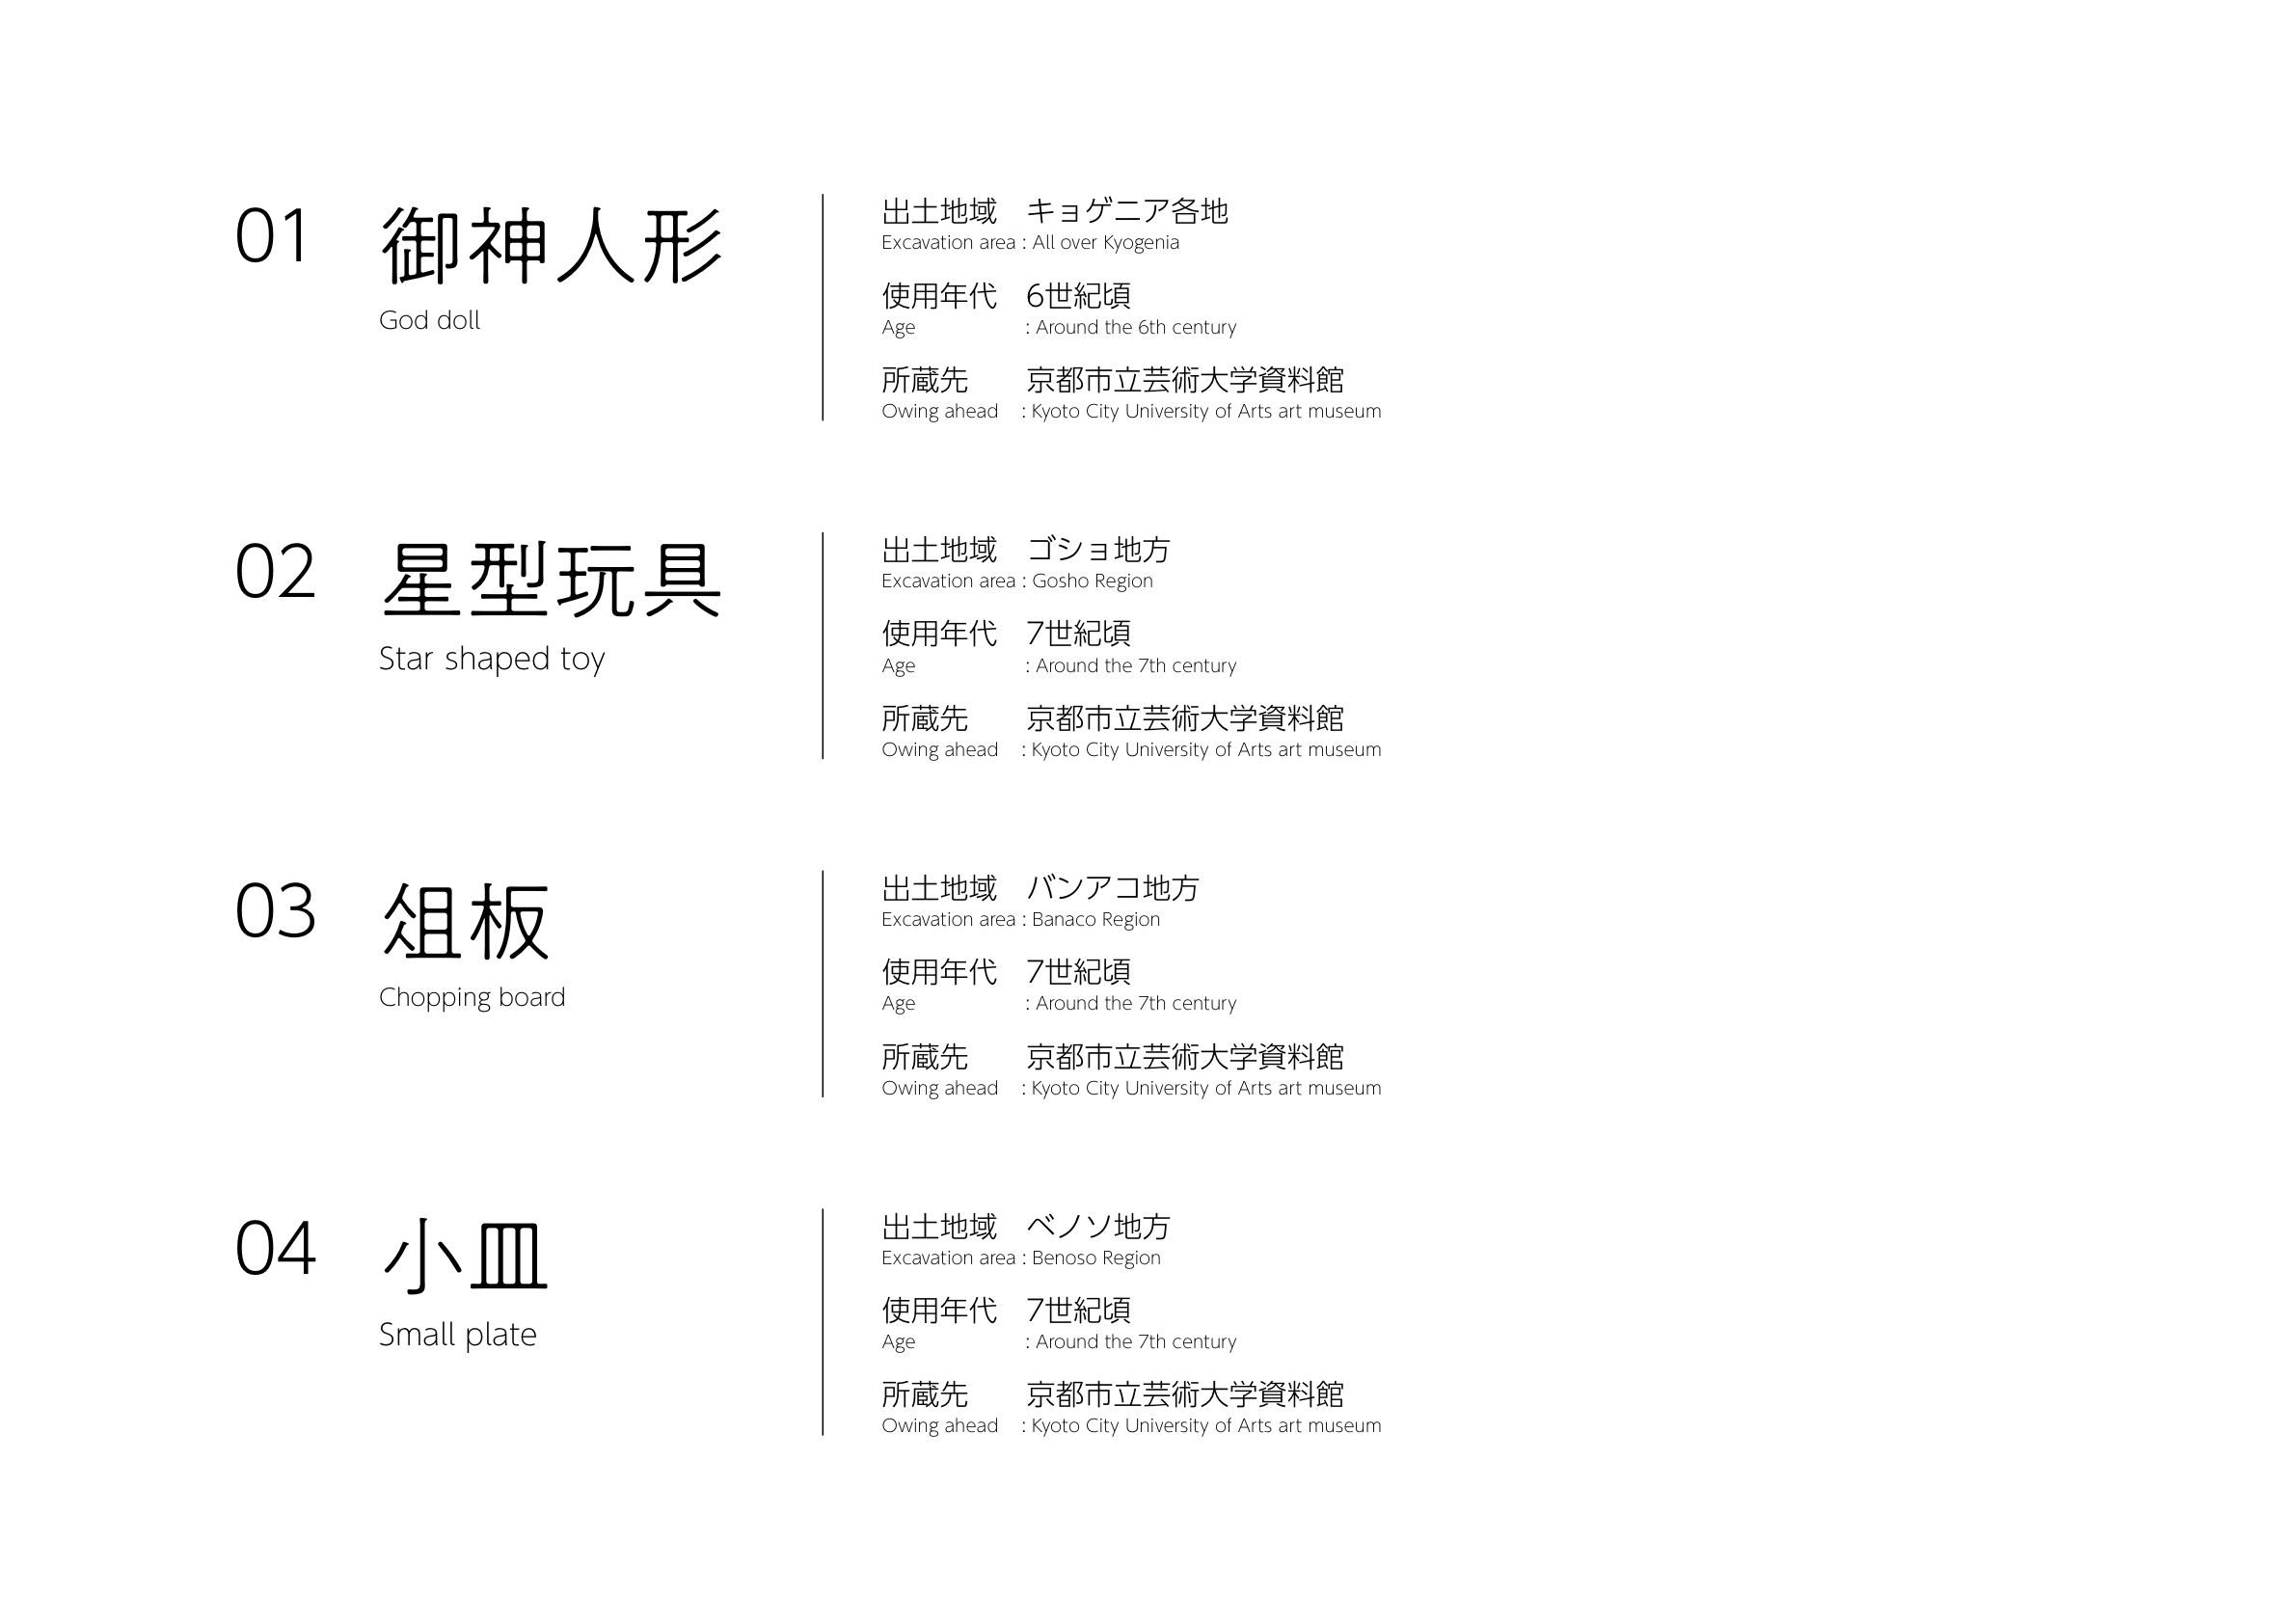 01 御神人形
God doll
出土地域　キョゲニア各地
Excavation area : All over Kyogenia
使用年代　6世紀頃
Age : Around the 6th century
所蔵先　京都市立芸術大学資料館
Owing ahead : Kyoto City University of Arts art museum
02 星型玩具
Star shaped toy
出土地域　ゴショ地方
Excavation area : Gosho Region
使用年代　7世紀頃
Age : Around the 7th century
所蔵先　京都市立芸術大学資料館
Owing ahead : Kyoto City University of Arts art museum
03 俎板
Chopping board
出土地域　バンアコ地方
Excavation area : Banaco Region
使用年代　7世紀頃
Age : Around the 7th century
所蔵先　京都市立芸術大学資料館
Owing ahead : Kyoto City University of Arts art museum
04 小皿
Small plate
出土地域　ベノソ地方
Excavation area : Benoso Region
使用年代　7世紀頃
Age : Around the 7th century
所蔵先　京都市立芸術大学資料館
Owing ahead : Kyoto City University of Arts art museum